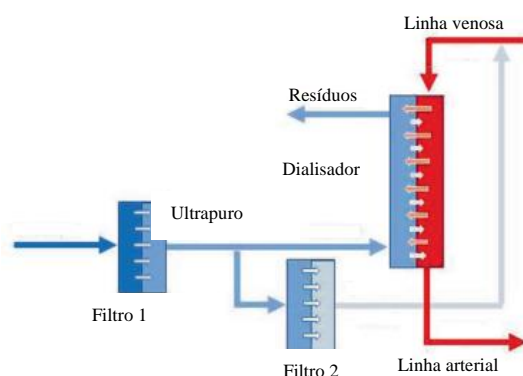 Linha venosa
Resíduos
Dialisador
Ultrapuro
Filtro 1
Filtro 2
Linha arterial